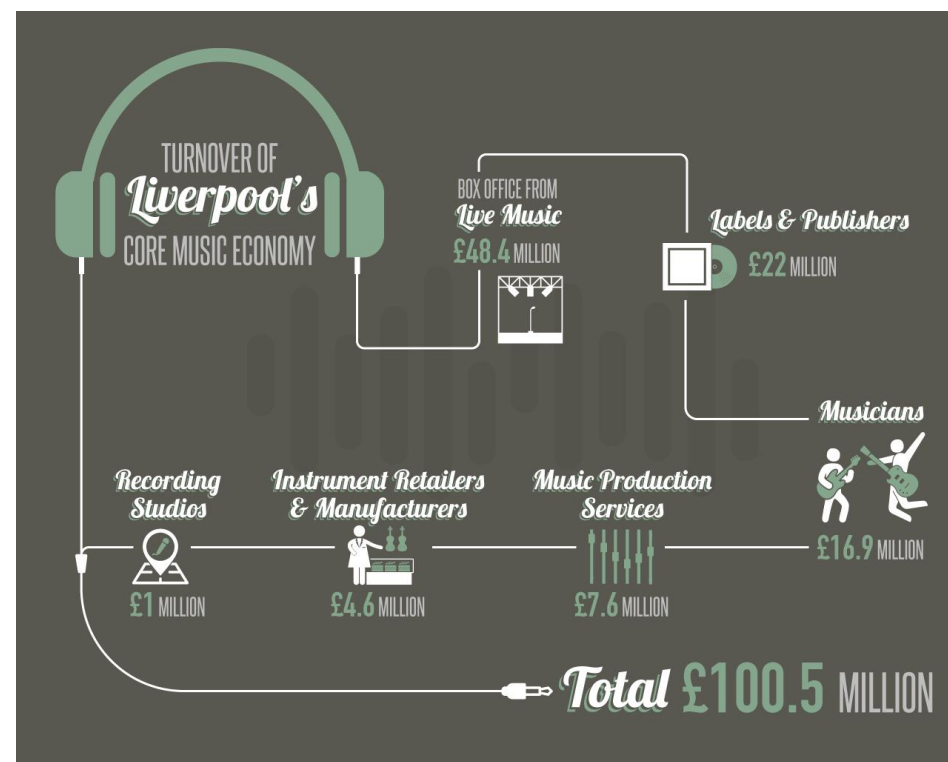 TURNOVER OF
Liverpool's
CORE MUSIC ECONOMY
BOX OFFICE FROM
Live Music
£48.4 MILLION
Labels & Publishers
£22 MILLION
Musicians
£16.9 MILLION
Recording
Studios
£1 MILLION
Instrument Retailers
& Manufacturers
£4.6 MILLION
Music Production
Services
£7.6 MILLION
Total £100.5 MILLION